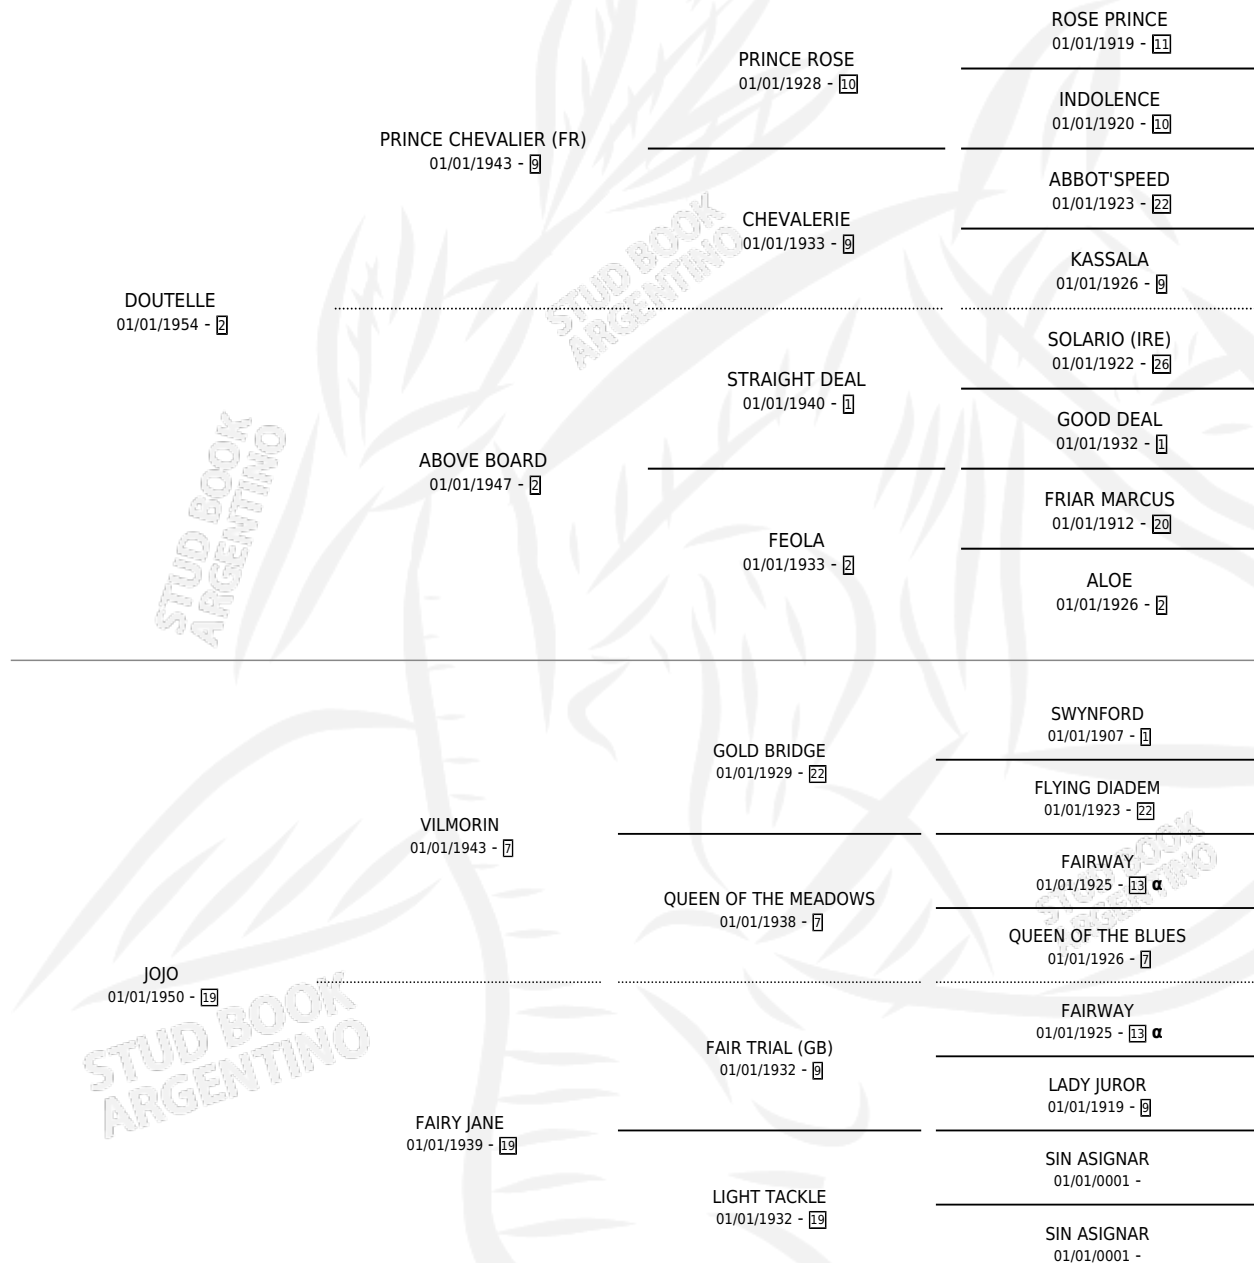 ROSE PRINCE
01/01/1919 - 11
PRINCE ROSE
01/01/1928 - 10
INDOLENCE
01/01/1920 - 10
PRINCE CHEVALIER (FR)
01/01/1943 - 9
ABBOT'SPEED
01/01/1923 - 22
CHEVALERIE
01/01/1933 - 9
KASSALA
01/01/1926 - 9
DOUTELLE
01/01/1954 - 2
SOLARIO (IRE)
01/01/1922 - 26
STRAIGHT DEAL
01/01/1940 - 1
GOOD DEAL
01/01/1932 - 1
ABOVE BOARD
01/01/1947 - 2
FRIAR MARCUS
01/01/1912 - 20
FEOLA
01/01/1933 - 2
ALOE
01/01/1926 - 2
STUD BOOK
ARGENTINO
STUD BOOK
ARGENTINO
SWYNFORD
01/01/1907 - 1
GOLD BRIDGE
01/01/1929 - 22
FLYING DIADEM
01/01/1923 - 22
VILMORIN
01/01/1943 - 7
FAIRWAY
01/01/1925 - 13 α
QUEEN OF THE MEADOWS
01/01/1938 - 7
QUEEN OF THE BLUES
01/01/1926 - 7
JOJO
01/01/1950 - 19
FAIRWAY
01/01/1925 - 13 α
FAIR TRIAL (GB)
01/01/1932 - 9
LADY JUROR
01/01/1919 - 9
FAIRY JANE
01/01/1939 - 19
SIN ASIGNAR
01/01/0001 -
LIGHT TACKLE
01/01/1932 - 19
SIN ASIGNAR
01/01/0001 -
STUD BOOK
ARGENTINO
STUD BOOK
ARGENTINO